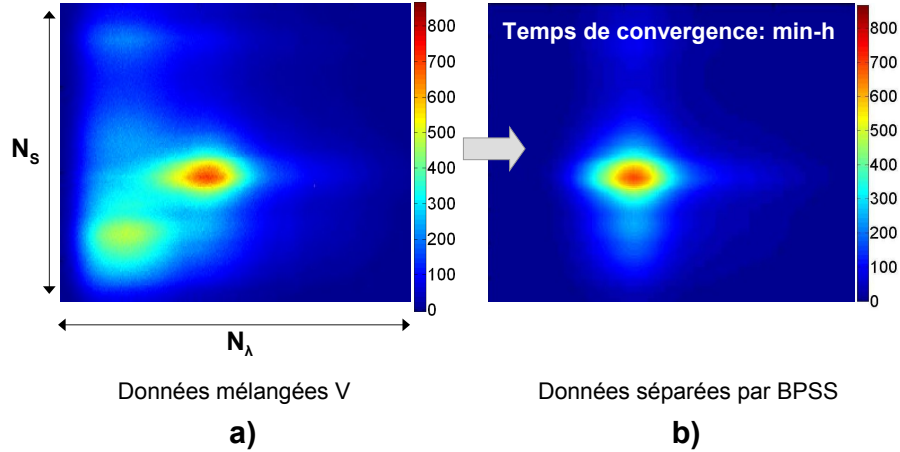 800
700
600
500
400
300
200
100
0
N_S
N_λ
Données mélangées V
a)
Temps de convergence: min-h
800
700
600
500
400
300
200
100
0
Données séparées par BPSS
b)